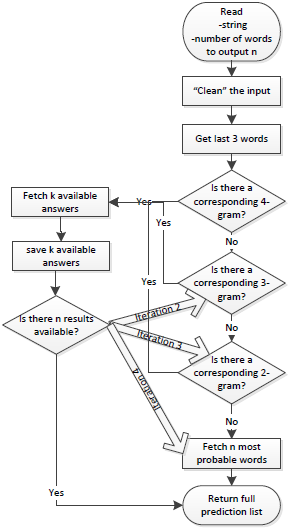 Read
-string
-number of words
to output n
"Clean" the input
Get last 3 words
Is there a
corresponding 4-
gram?
Yes
Fetch k available
answers
Yes
No
save k available
answers
Is there a
corresponding 3-
gram?
Yes
Is there n results
available?
Iteration 2
No
Iteration 3
Is there a
corresponding 2-
gram?
Iteration 4
No
Fetch n most
probable words
Yes
Return full
prediction list